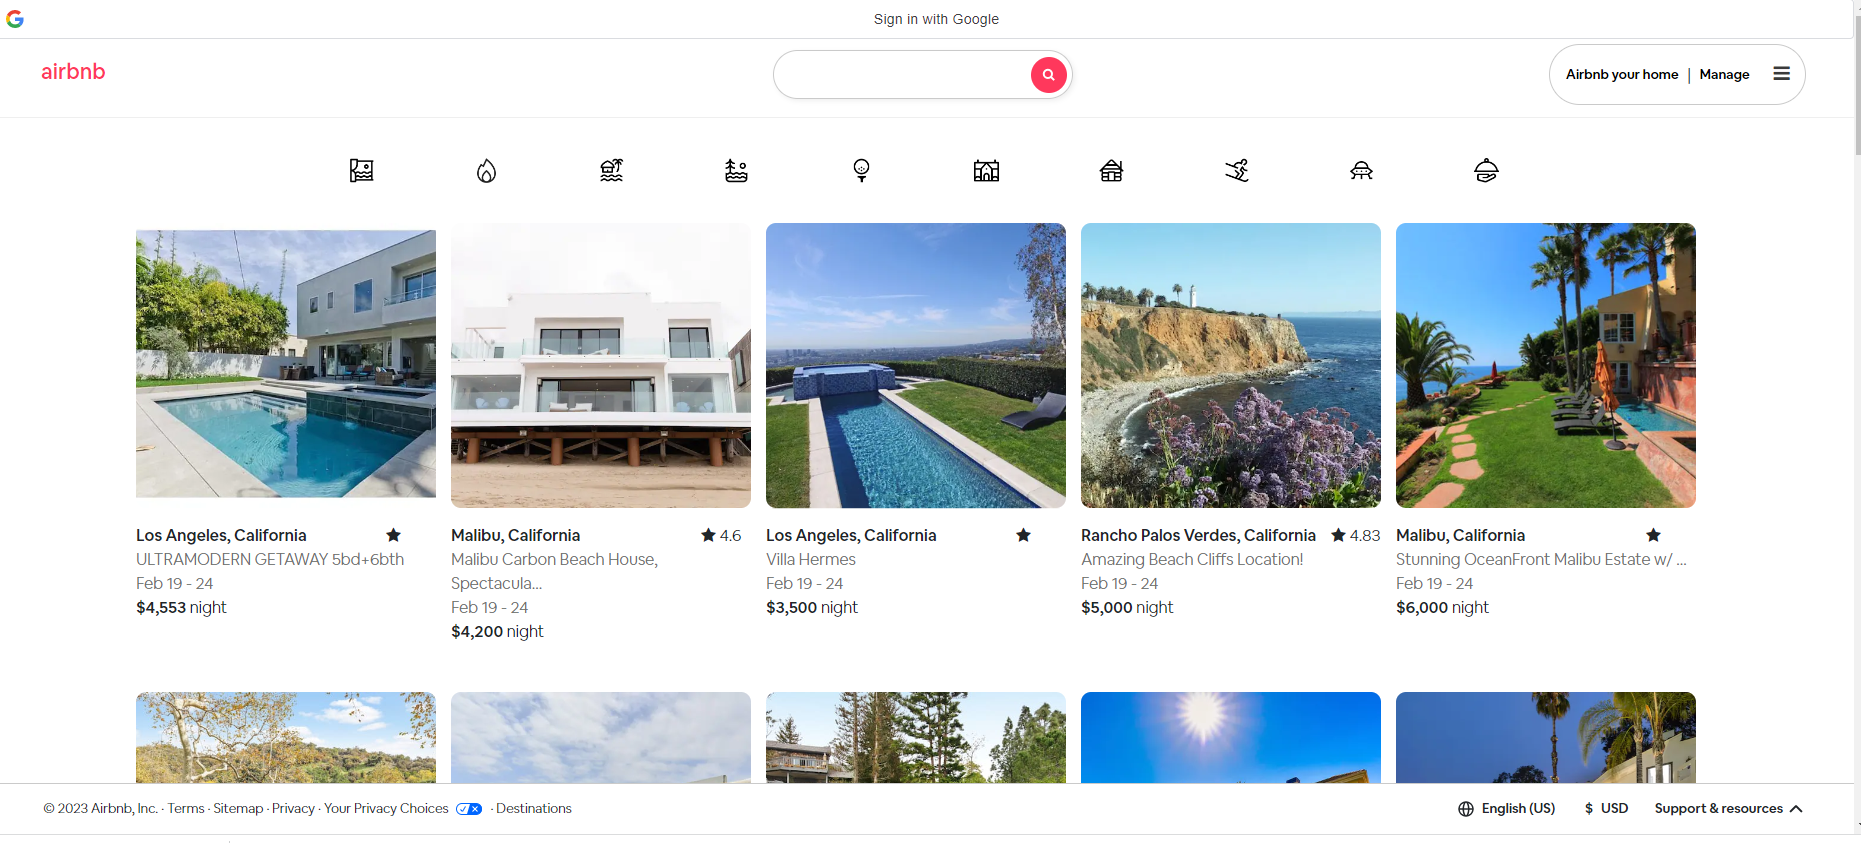 Sign in with Google
airbnb
Airbnb your home | Manage
Los Angeles, California
ULTRAMODERN GETAWAY 5bd+6bth
Feb 19 - 24
$4,553 night
Malibu, California 4.6
Malibu Carbon Beach House,
Spectacula...
Feb 19 - 24
$4,200 night
Los Angeles, California
Villa Hermes
Feb 19 - 24
$3,500 night
Rancho Palos Verdes, California 4.83
Amazing Beach Cliffs Location!
Feb 19 - 24
$5,000 night
Malibu, California
Stunning OceanFront Malibu Estate w/ ...
Feb 19 - 24
$6,000 night
© 2023 Airbnb, Inc. · Terms · Sitemap · Privacy · Your Privacy Choices · Destinations
English (US) $ USD Support & resources